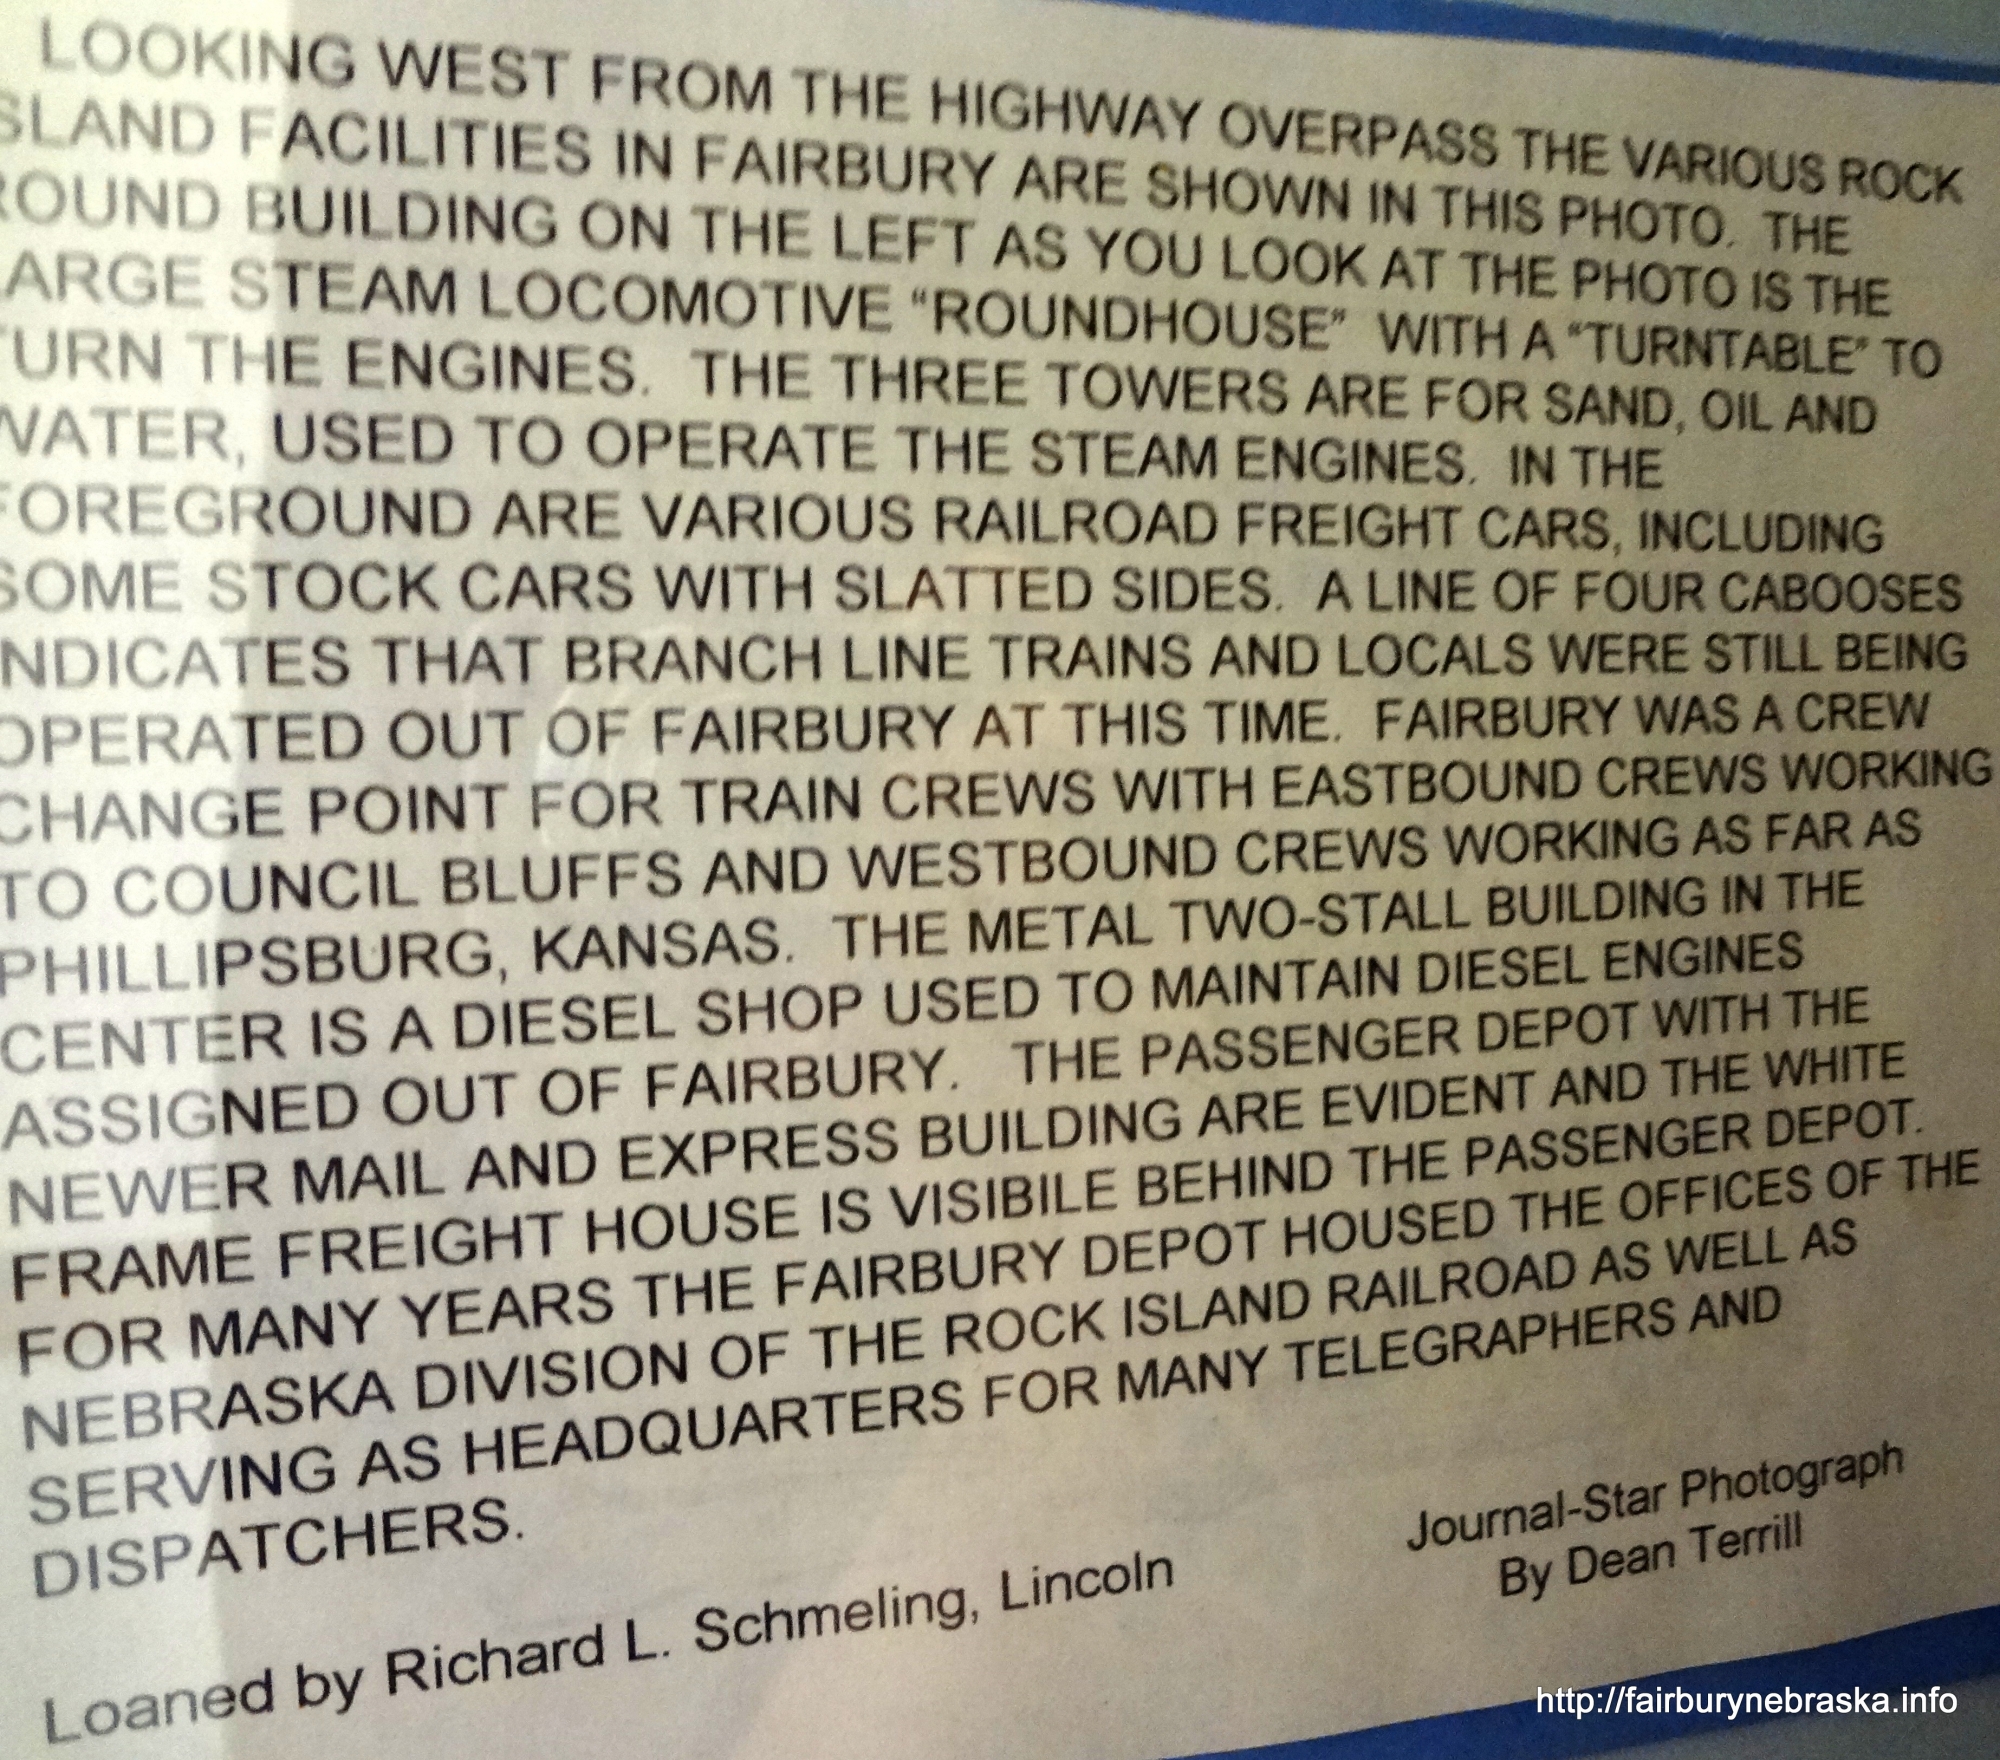 LOOKING WEST FROM THE HIGHWAY OVERPASS THE VARIOUS ROCK
ISLAND FACILITIES IN FAIRBURY ARE SHOWN IN THIS PHOTO. THE
ROUND BUILDING ON THE LEFT AS YOU LOOK AT THE PHOTO IS THE
LARGE STEAM LOCOMOTIVE “ROUNDHOUSE” WITH A “TURNTABLE” TO
TURN THE ENGINES. THE THREE TOWERS ARE FOR SAND, OIL AND
WATER, USED TO OPERATE THE STEAM ENGINES. IN THE
FOREGROUND ARE VARIOUS RAILROAD FREIGHT CARS, INCLUDING
SOME STOCK CARS WITH SLATTED SIDES. A LINE OF FOUR CABOOSES
INDICATES THAT BRANCH LINE TRAINS AND LOCALS WERE STILL BEING
OPERATED OUT OF FAIRBURY AT THIS TIME. FAIRBURY WAS A CREW
CHANGE POINT FOR TRAIN CREWS WITH EASTBOUND CREWS WORKING
TO COUNCIL BLUFFS AND WESTBOUND CREWS WORKING AS FAR AS
PHILLIPSBURG, KANSAS. THE METAL TWO-STALL BUILDING IN THE
CENTER IS A DIESEL SHOP USED TO MAINTAIN DIESEL ENGINES
ASSIGNED OUT OF FAIRBURY. THE PASSENGER DEPOT WITH THE
NEWER MAIL AND EXPRESS BUILDING ARE EVIDENT AND THE WHITE
FRAME FREIGHT HOUSE IS VISIBILE BEHIND THE PASSENGER DEPOT.
FOR MANY YEARS THE FAIRBURY DEPOT HOUSED THE OFFICES OF THE
NEBRASKA DIVISION OF THE ROCK ISLAND RAILROAD AS WELL AS
SERVING AS HEADQUARTERS FOR MANY TELEGRAPHERS AND
DISPATCHERS.
Loaned by Richard L. Schmeling, Lincoln
Journal-Star Photograph
By Dean Terrill
http://fairburynebraska.info